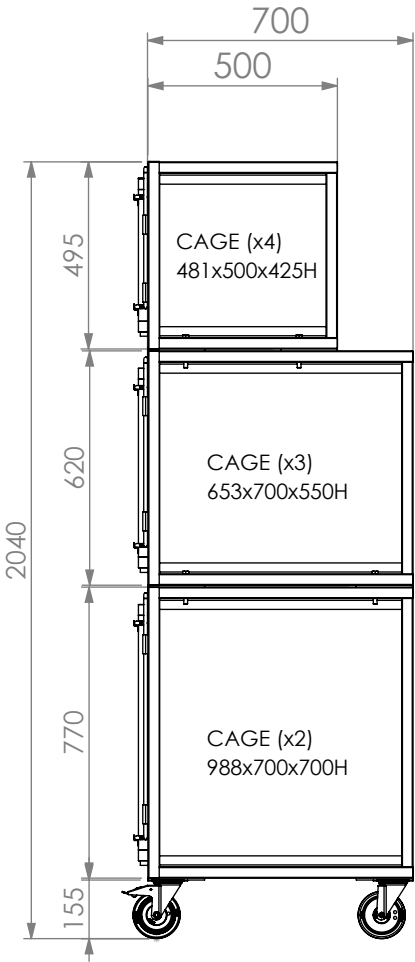 700
500
495
CAGE (x4)
481x500x425H
620
CAGE (x3)
653x700x550H
2040
770
CAGE (x2)
988x700x700H
155